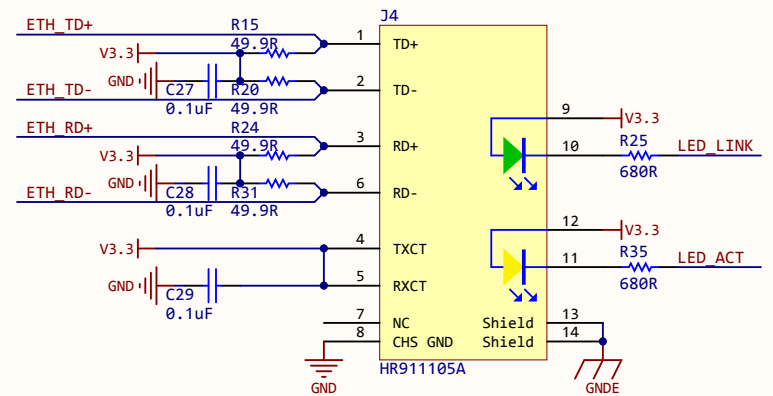 J4
ETH_TD+
R15
49.9R
1
TD+
V3.3
GND
C27
0.1uF
R20
49.9R
ETH_TD-
2
TD-
ETH_RD+
R24
49.9R
3
RD+
V3.3
GND
C28
0.1uF
R31
49.9R
ETH_RD-
6
RD-
V3.3
4
TXCT
GND
C29
0.1uF
5
RXCT
7
NC
8
CHS GND
GND
9
V3.3
10
R25
680R
LED_LINK
12
V3.3
11
R35
680R
LED_ACT
Shield
13
Shield
14
GNDE
HR911105A